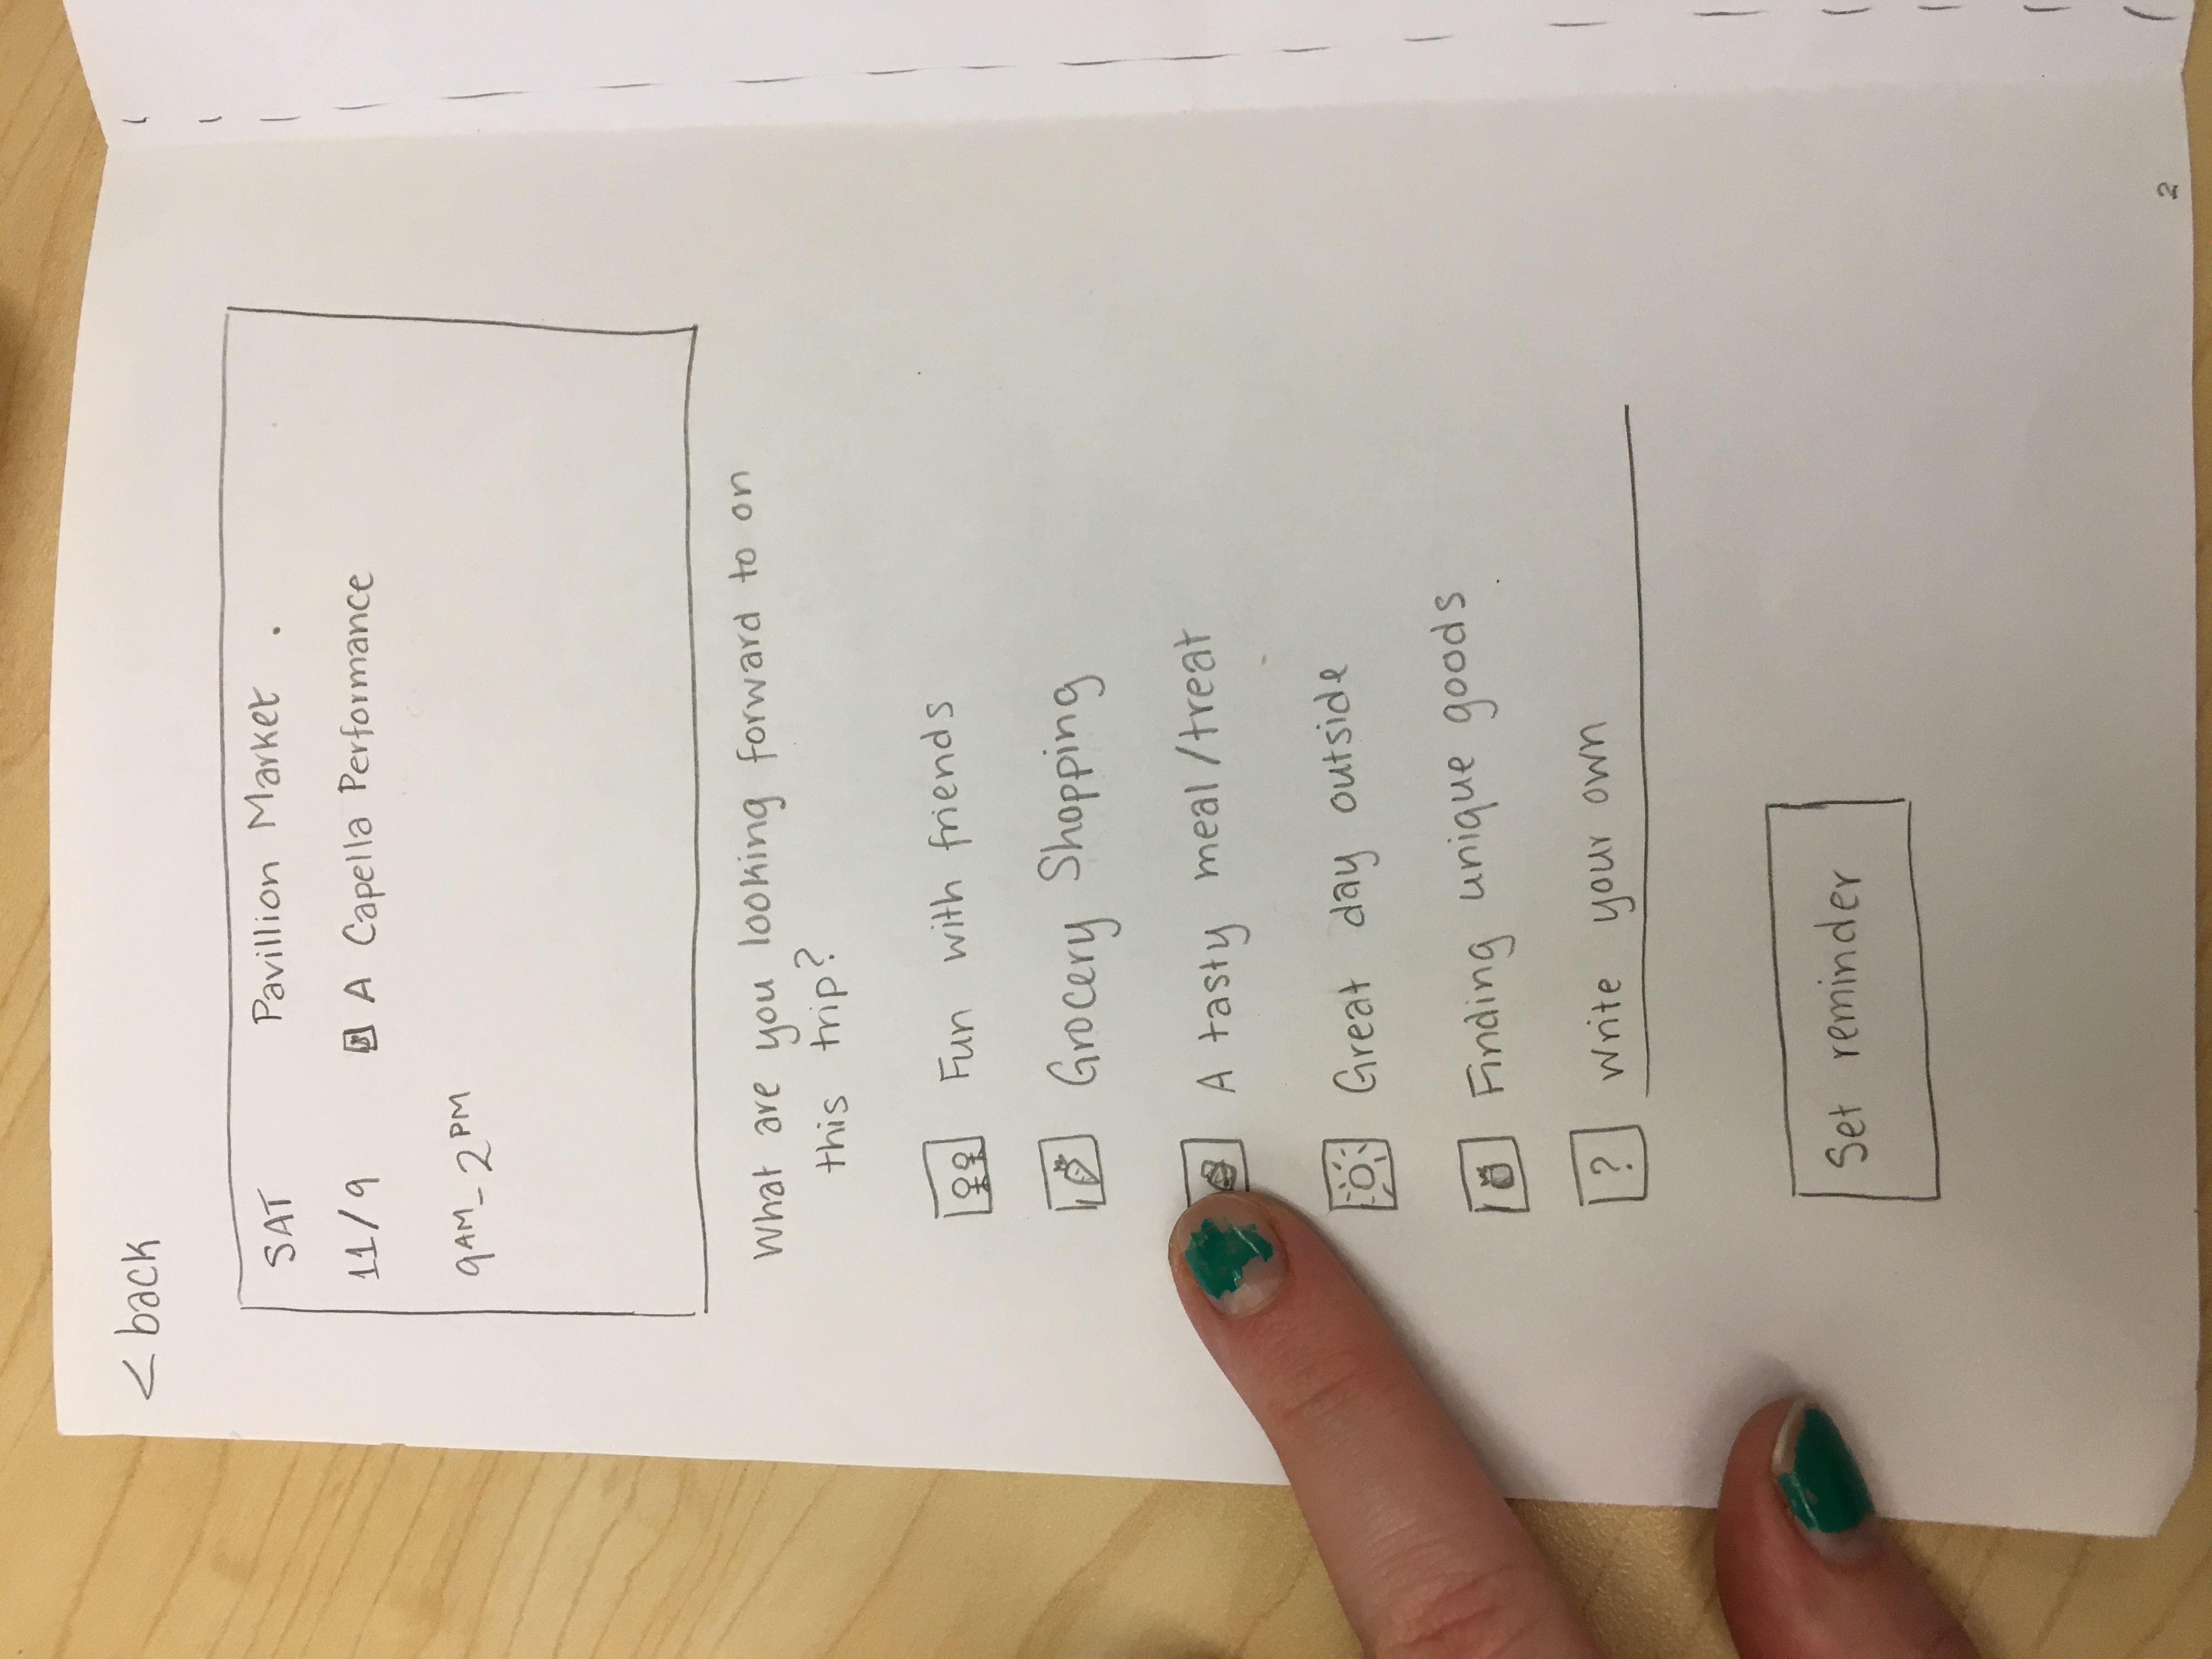 < back
SAT Pavillion Market .
11/9 A Capella Performance
9AM - 2PM
What are you looking forward to on
this trip?
Fun with friends
Grocery Shopping
A tasty meal/treat
Great day outside
Finding unique goods
? Write your own
Set reminder
2